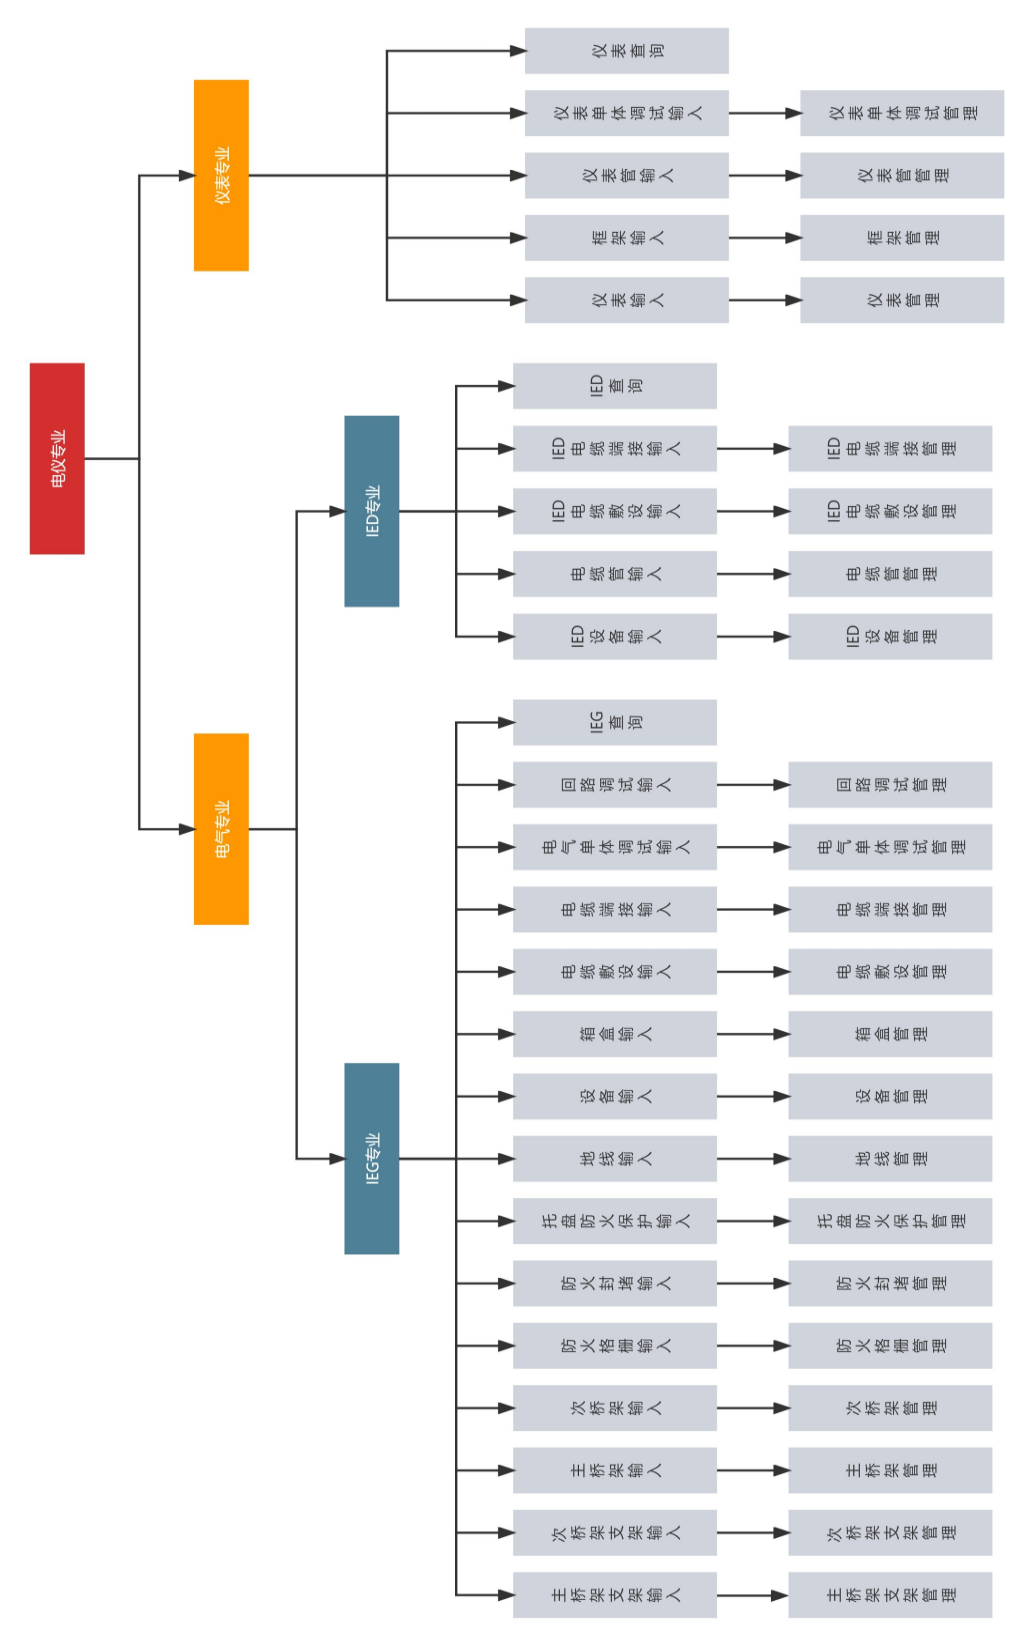 电仪专业
电气专业
仪表专业
IEG专业
IED专业
主桥架支架输入
次桥架支架输入
主桥架输入
次桥架输入
防火格栅输入
防火封堵输入
托盘防火保护输入
地线输入
设备输入
箱盒输入
电缆敷设输入
电缆端接输入
电气单体调试输入
回路调试输入
IEG查询
IED设备输入
电缆管输入
IED电缆敷设输入
IED电缆端接输入
IED查询
仪表输入
框架输入
仪表管输入
仪表单体调试输入
仪表查询
主桥架支架管理
次桥架支架管理
主桥架管理
次桥架管理
防火格栅管理
防火封堵管理
托盘防火保护管理
地线管理
设备管理
箱盒管理
电缆敷设管理
电缆端接管理
电气单体调试管理
回路调试管理
IED设备管理
电缆管管理
IED电缆敷设管理
IED电缆端接管理
仪表管理
框架管理
仪表管管理
仪表单体调试管理